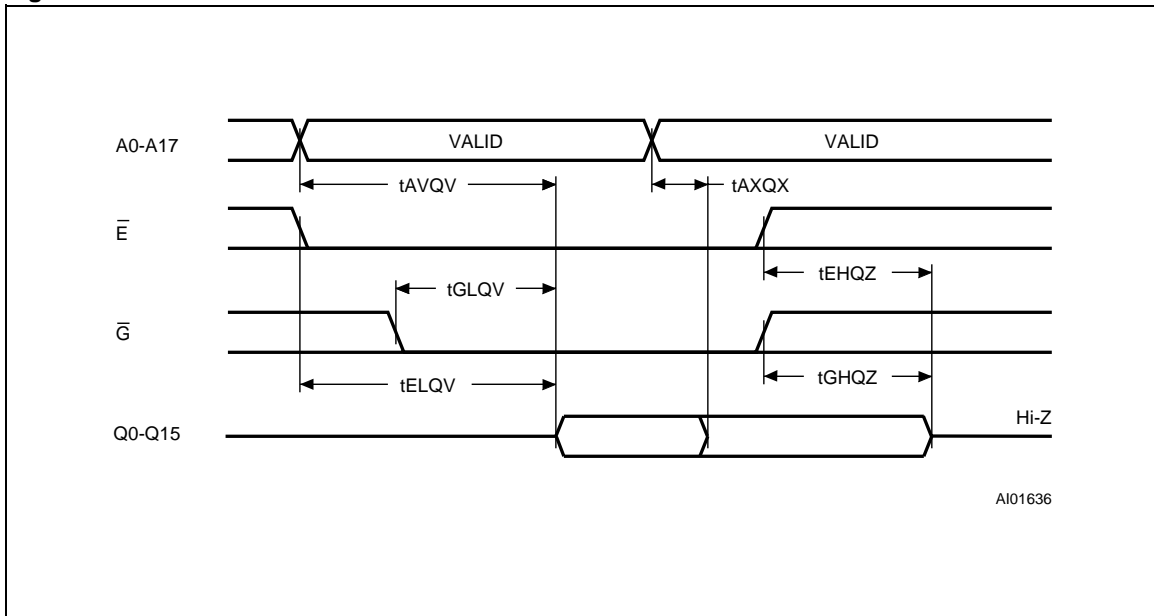 A0-A17
VALID
VALID
tAVQV
tAXQX
E̅
tEHQZ
tGLQV
G̅
tGHQZ
tELQV
Q0-Q15
Hi-Z
AI01636